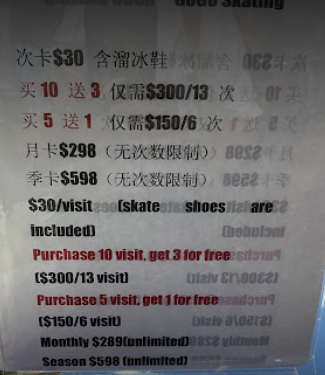 GOGO Skating
次卡$30 含溜冰鞋
买 10 送 3 仅需$300/13 次
买 5 送 1 仅需$150/6 次
月卡$298（无次数限制）
季卡$598（无次数限制）
$30/visit (skate shoes are
included)
Purchase 10 visit, get 3 for free
($300/13 visit)
Purchase 5 visit, get 1 for free
($150/6 visit)
Monthly $289(unlimited)
Season $598 (unlimited)